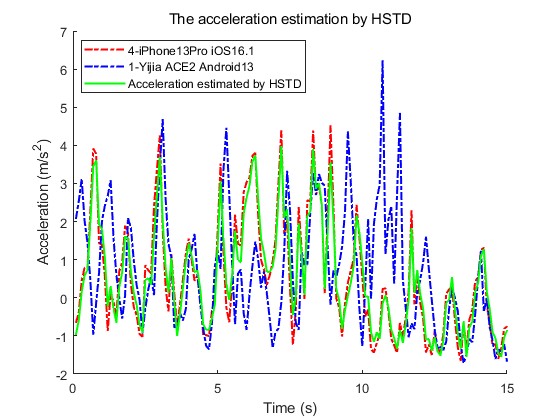 The acceleration estimation by HSTD
4-iPhone13Pro iOS16.1
1-Yijia ACE2 Android13
Acceleration estimated by HSTD
7
6
5
4
3
2
1
0
-1
-2
Acceleration (m/s²)
0 5 10 15
Time (s)